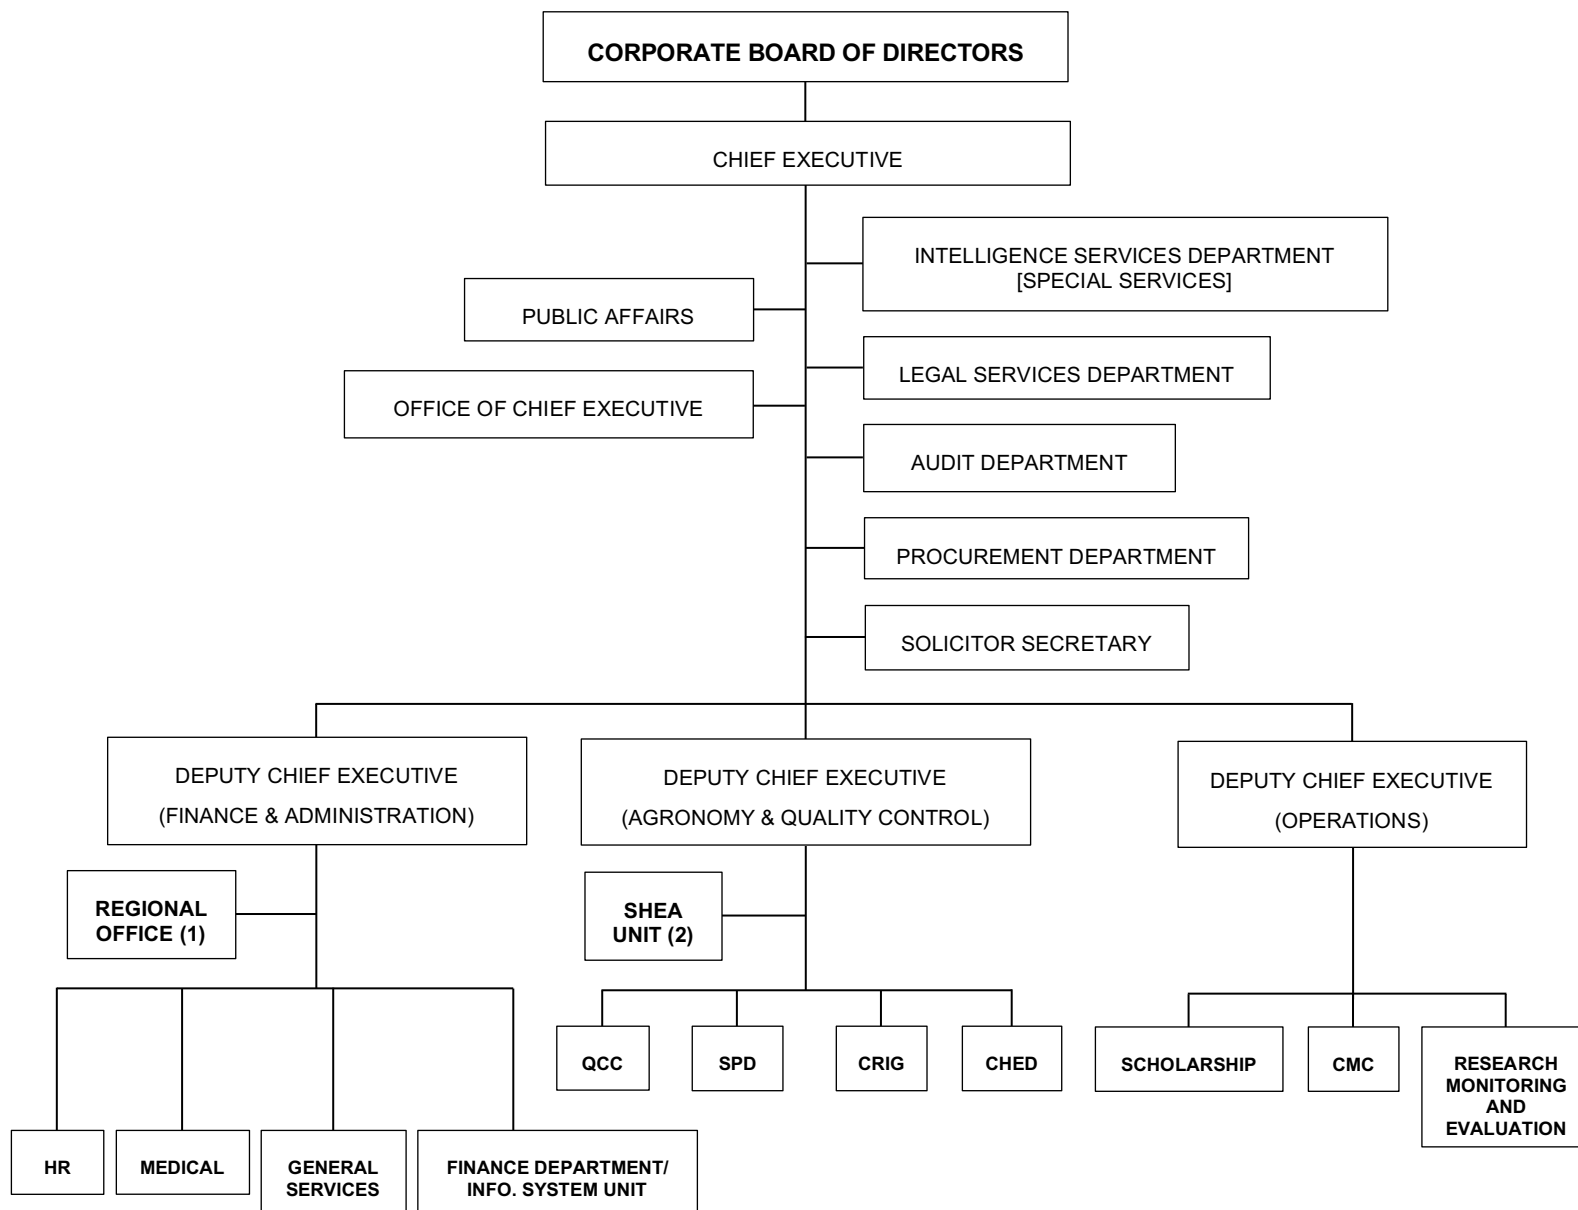 CORPORATE BOARD OF DIRECTORS
CHIEF EXECUTIVE
INTELLIGENCE SERVICES DEPARTMENT
[SPECIAL SERVICES]
PUBLIC AFFAIRS
LEGAL SERVICES DEPARTMENT
OFFICE OF CHIEF EXECUTIVE
AUDIT DEPARTMENT
PROCUREMENT DEPARTMENT
SOLICITOR SECRETARY
DEPUTY CHIEF EXECUTIVE
(FINANCE & ADMINISTRATION)
DEPUTY CHIEF EXECUTIVE
(AGRONOMY & QUALITY CONTROL)
DEPUTY CHIEF EXECUTIVE
(OPERATIONS)
REGIONAL
OFFICE (1)
SHEA
UNIT (2)
QCC
SPD
CRIG
CHED
SCHOLARSHIP
CMC
RESEARCH
MONITORING
AND
EVALUATION
HR
MEDICAL
GENERAL
SERVICES
FINANCE DEPARTMENT/
INFO. SYSTEM UNIT